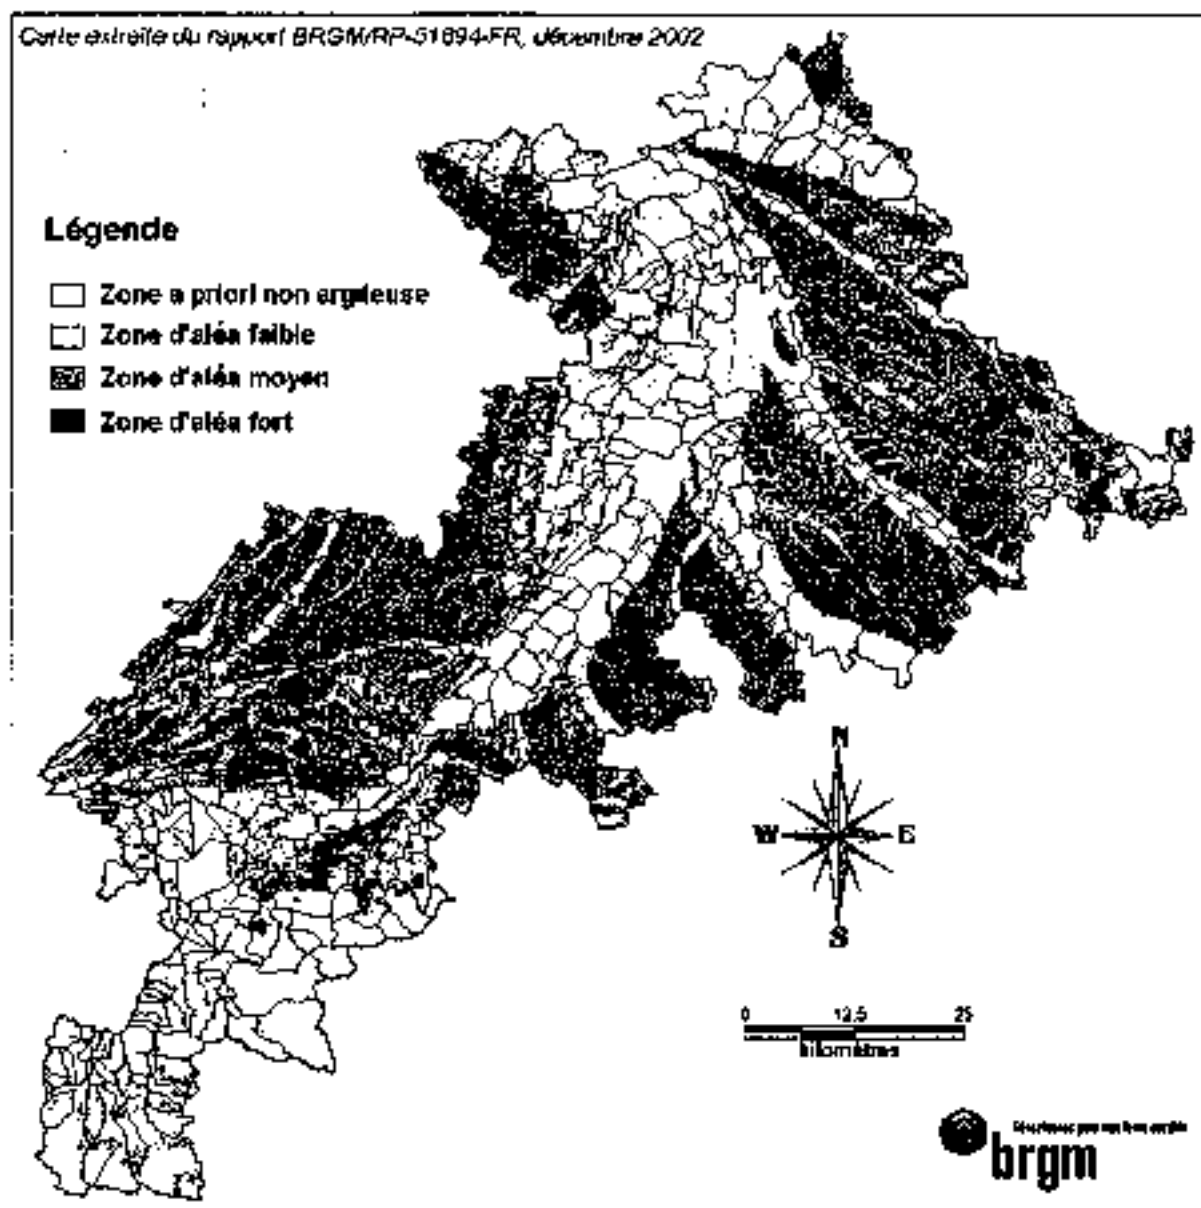 Carte extraite du rapport BRGM/RP-51694-FR, décembre 2002
Légende
Zone a priori non argileuse
Zone d'aléa faible
Zone d'aléa moyen
Zone d'aléa fort
N
W E
S
0 12,5 25
kilomètres
brgm